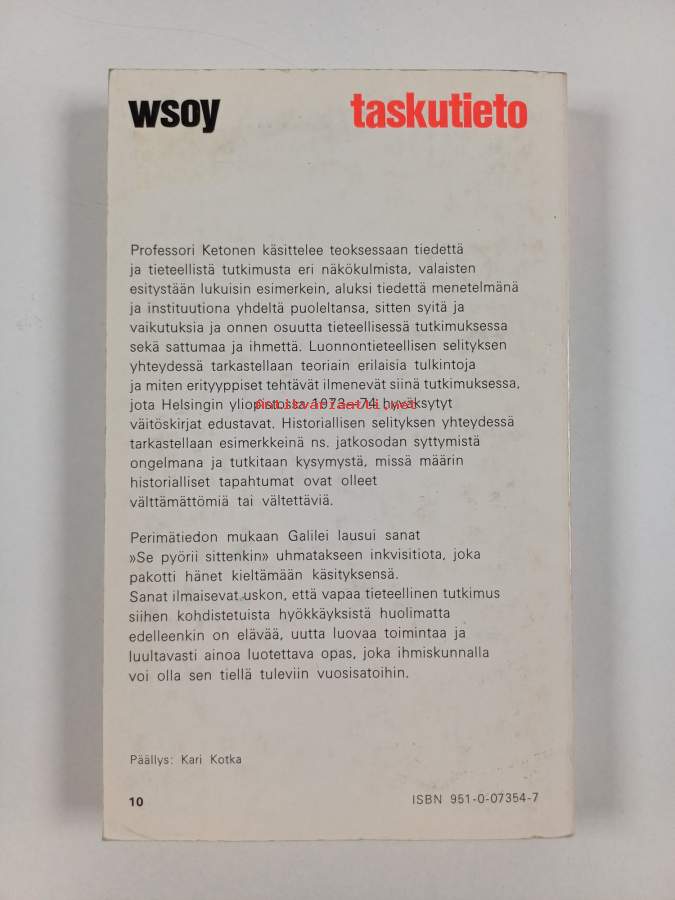 wsoy taskutieto
Professori Ketonen käsittelee teoksessaan tiedettä
ja tieteellistä tutkimusta eri näkökulmista, valaisten
esitystään lukuisin esimerkein, aluksi tiedettä menetelmänä
ja instituutiona yhdeltä puoleltansa, sitten syitä ja
vaikutuksia ja onnen osuutta tieteellisessä tutkimuksessa
sekä sattumaa ja ihmettä. Luonnontieteellisen selityksen
yhteydessä tarkastellaan teoriain erilaisia tulkintoja
ja miten erityyppiset tehtävät ilmenevät siinä tutkimuksessa,
jota Helsingin yliopistossa 1973–74 hyväksytyt
väitöskirjat edustavat. Historiallisen selityksen yhteydessä
tarkastellaan esimerkkeinä ns. jatkosodan syttymistä
ongelmana ja tutkitaan kysymystä, missä määrin
historialliset tapahtumat ovat olleet
välttämättömiä tai vältettäviä.
Perimätiedon mukaan Galilei lausui sanat
»Se pyörii sittenkin» uhmatakseen inkvisitiota, joka
pakotti hänet kieltämään käsityksensä.
Sanat ilmaisevat uskon, että vapaa tieteellinen tutkimus
siihen kohdistetuista hyökkäyksistä huolimatta
edelleenkin on elävää, uutta luovaa toimintaa ja
luultavasti ainoa luotettava opas, joka ihmiskunnalla
voi olla sen tiellä tuleviin vuosisatoihin.
Päällys: Kari Kotka
10 ISBN 951-0-07354-7